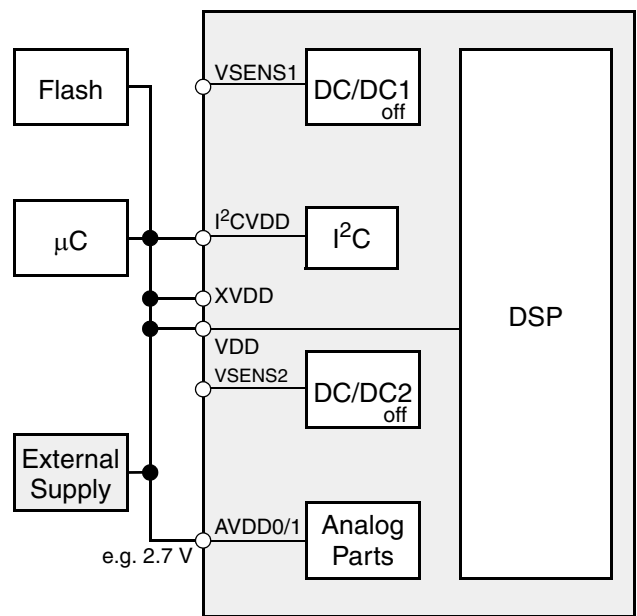 VSENS1
Flash
DC/DC1
off
I²CVDD
μC
I²C
XVDD
DSP
VDD
VSENS2
DC/DC2
off
External
Supply
AVDD0/1
Analog
Parts
e.g. 2.7 V